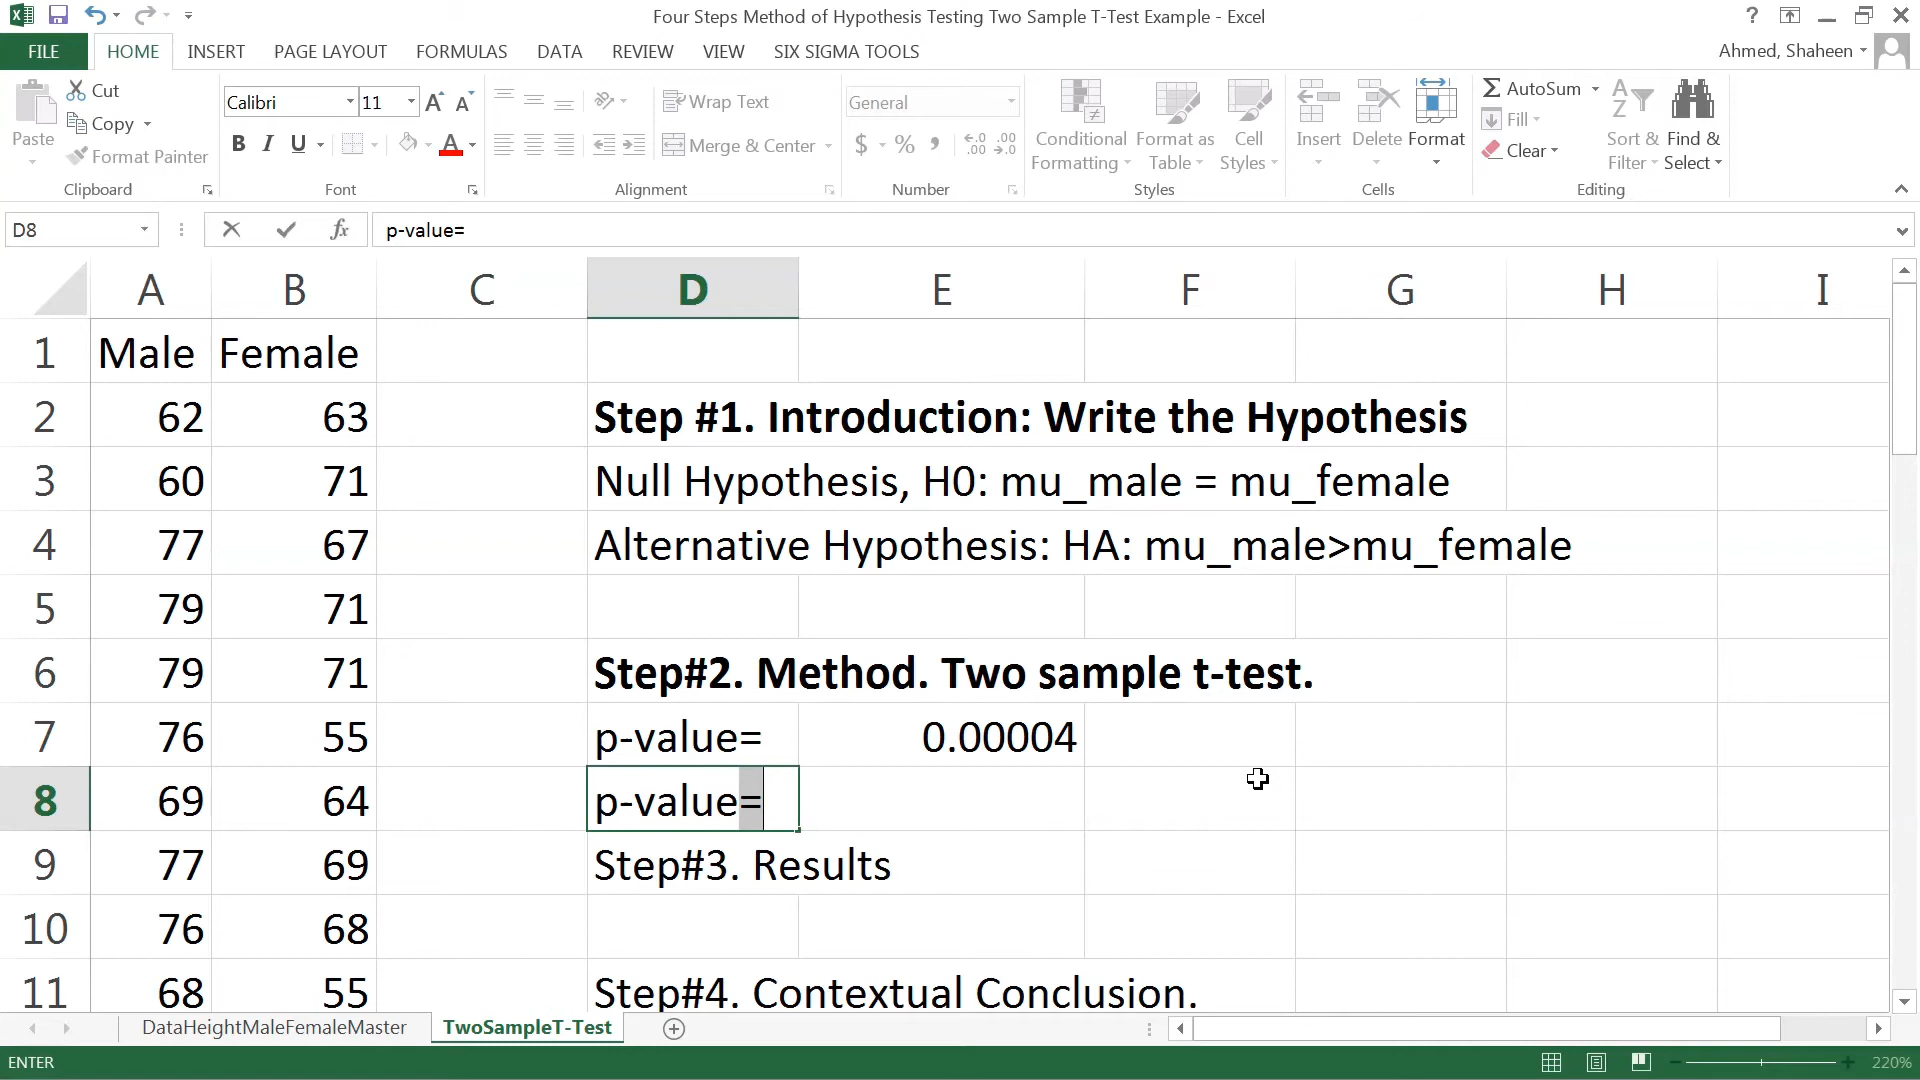 Four Steps Method of Hypothesis Testing Two Sample T-Test Example - Excel
?
FILE HOME INSERT PAGE LAYOUT FORMULAS DATA REVIEW VIEW SIX SIGMA TOOLS Ahmed, Shaheen
Paste
Cut
Copy
Format Painter
Clipboard
Calibri 11 A A
B I U A
Font
Wrap Text
Merge & Center
Alignment
General
$ % , .0 .00 .00 .0
Number
Conditional Formatting
Format as Table
Cell Styles
Styles
Insert
Delete
Format
Cells
AutoSum
Fill
Clear
Sort & Filter
Find & Select
Editing
D8 fx p-value=
A B C D E F G H I
1 Male Female
2 62 63 Step #1. Introduction: Write the Hypothesis
3 60 71 Null Hypothesis, H0: mu_male = mu_female
4 77 67 Alternative Hypothesis: HA: mu_male>mu_female
5 79 71
6 79 71 Step#2. Method. Two sample t-test.
7 76 55 p-value= 0.00004
8 69 64 p-value=
9 77 69 Step#3. Results
10 76 68
11 68 55 Step#4. Contextual Conclusion.
DataHeightMaleFemaleMaster TwoSampleT-Test
ENTER 220%